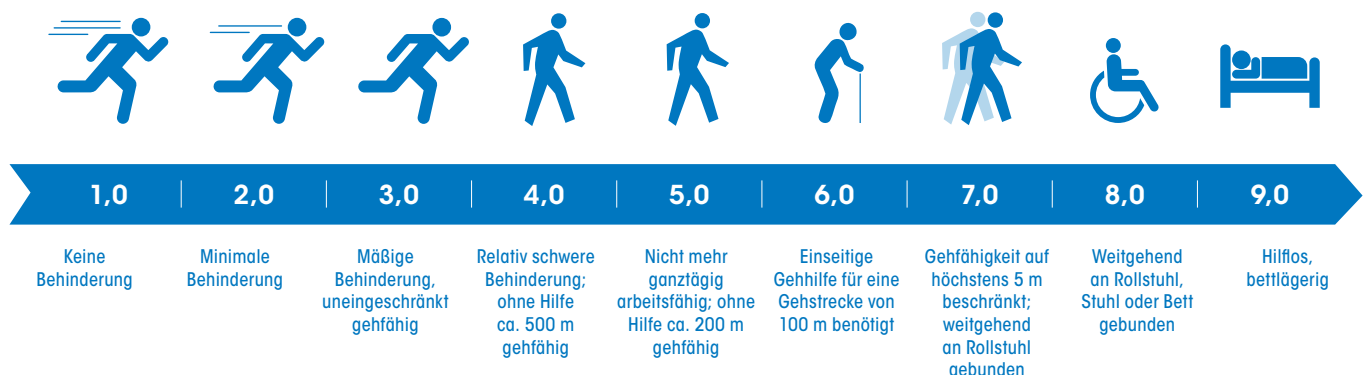 1,0
2,0
3,0
4,0
5,0
6,0
7,0
8,0
9,0
Keine
Behinderung
Minimale
Behinderung
Mäßige
Behinderung,
uneingeschränkt
gehfähig
Relativ schwere
Behinderung;
ohne Hilfe
ca. 500 m
gehfähig
Nicht mehr
ganztägig
arbeitsfähig; ohne
Hilfe ca. 200 m
gehfähig
Einseitige
Gehhilfe für eine
Gehstrecke von
100 m benötigt
Gehfähigkeit auf
höchstens 5 m
beschränkt;
weitgehend
an Rollstuhl
gebunden
Weitgehend
an Rollstuhl,
Stuhl oder Bett
gebunden
Hilflos,
bettlägerig